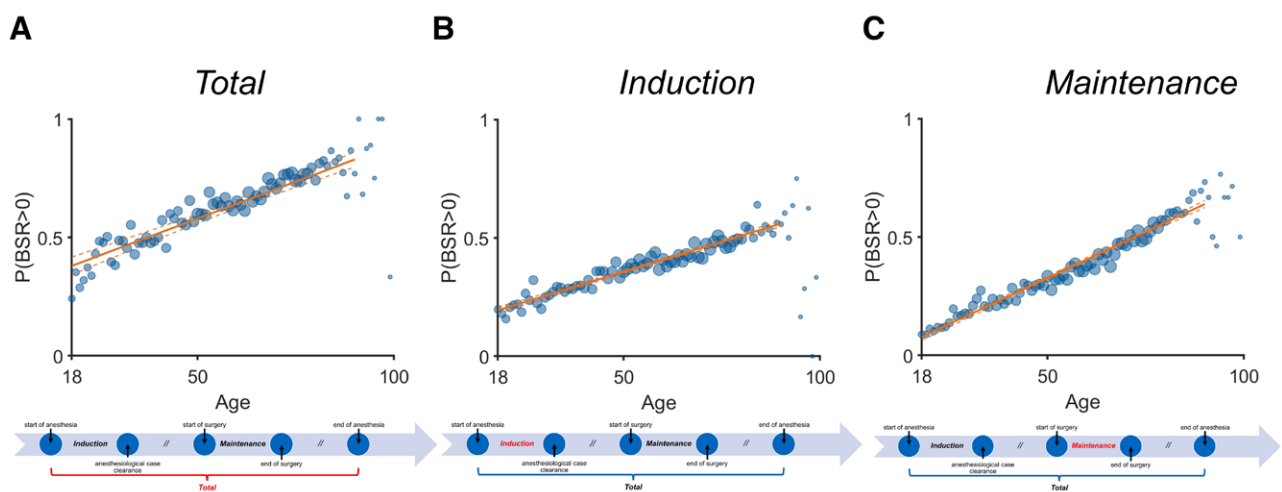 A
B
C
Total
Induction
Maintenance
1
0.5
0
P(BSR>0)
18
50
100
Age
1
0.5
0
P(BSR>0)
18
50
100
Age
1
0.5
0
P(BSR>0)
18
50
100
Age
start of anesthesia
start of surgery
end of anesthesia
Induction
//
Maintenance
//
anesthesiological case
clearance
end of surgery
Total
start of anesthesia
start of surgery
end of anesthesia
Induction
//
Maintenance
//
anesthesiological case
clearance
end of surgery
Total
start of anesthesia
start of surgery
end of anesthesia
Induction
//
Maintenance
//
anesthesiological case
clearance
end of surgery
Total